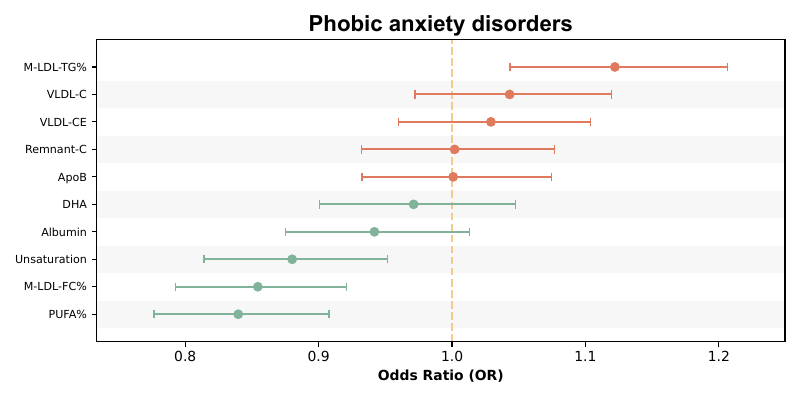 Phobic anxiety disorders
M-LDL-TG%
VLDL-C
VLDL-CE
Remnant-C
ApoB
DHA
Albumin
Unsaturation
M-LDL-FC%
PUFA%
0.8 0.9 1.0 1.1 1.2
Odds Ratio (OR)